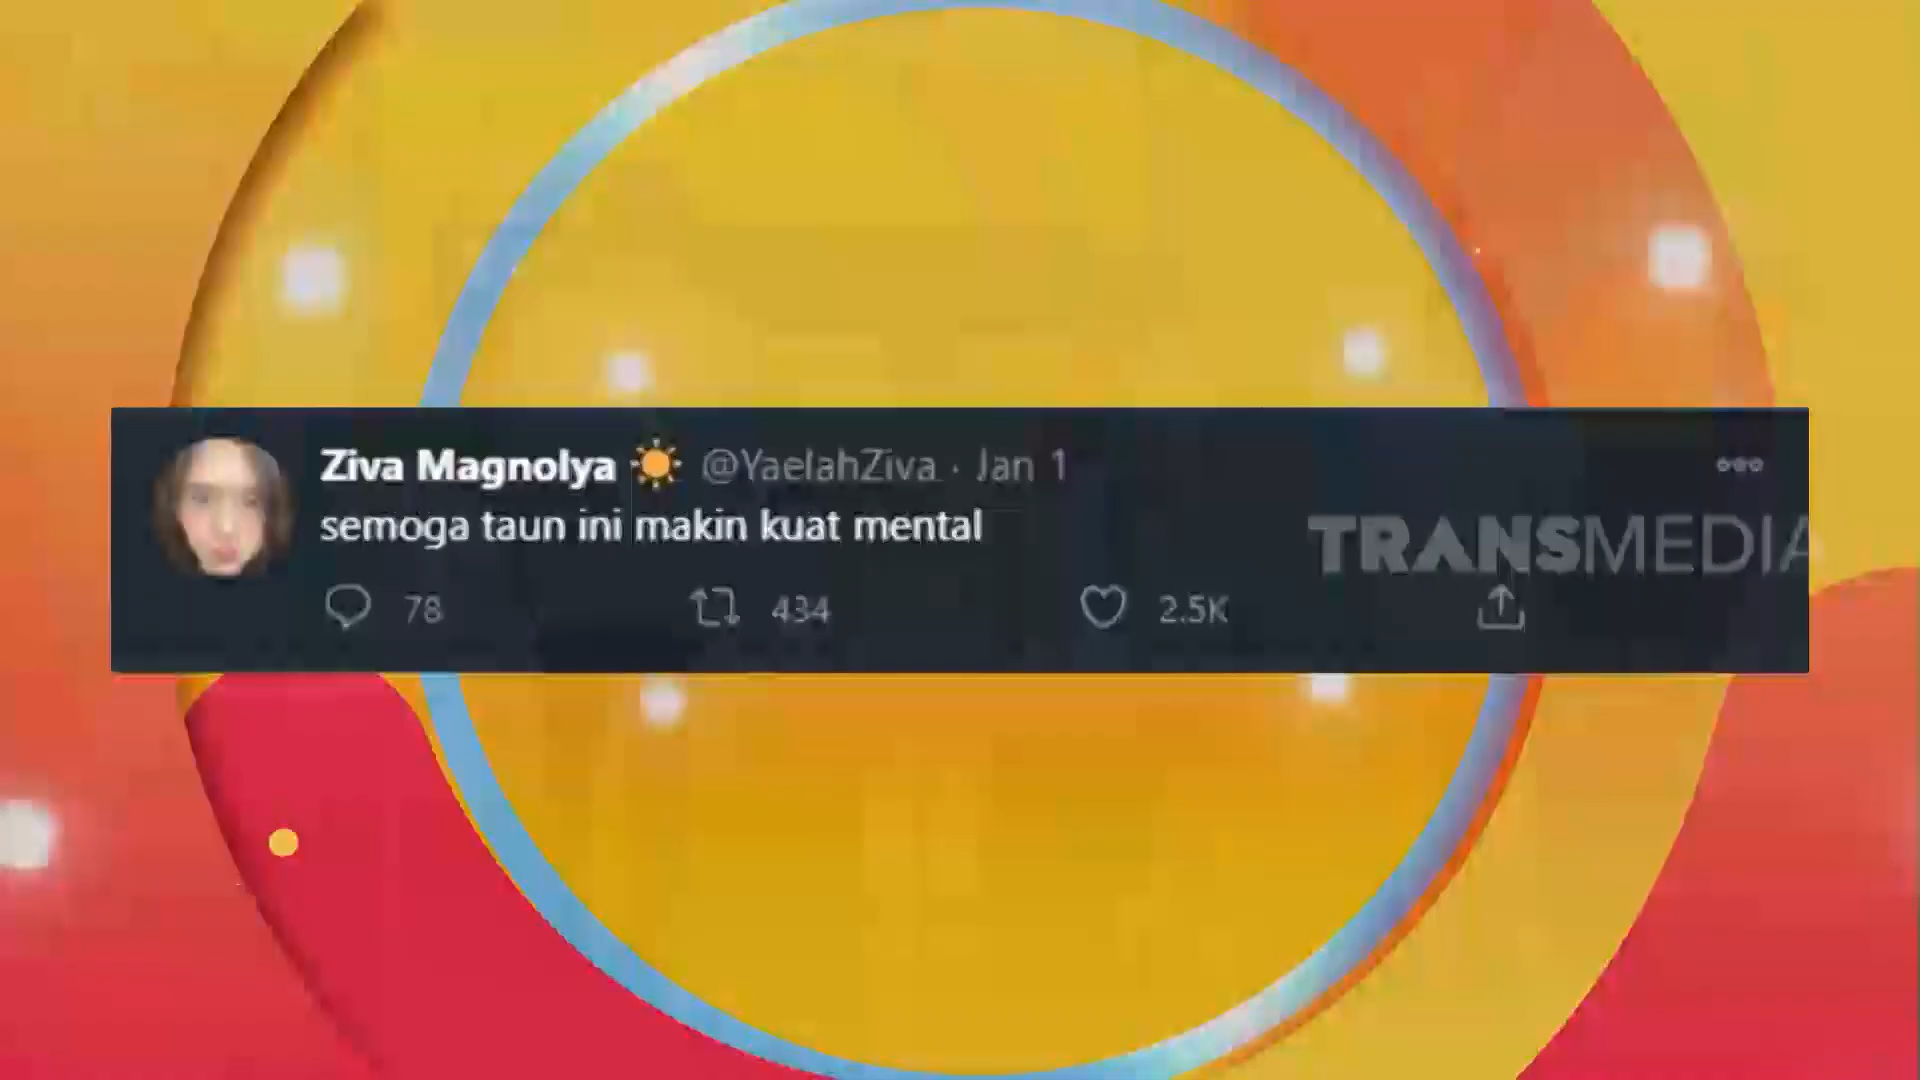 Ziva Magnolya ☀ @YaelahZiva · Jan 1
semoga taun ini makin kuat mental
TRANSMEDIA
78 434 2.5K